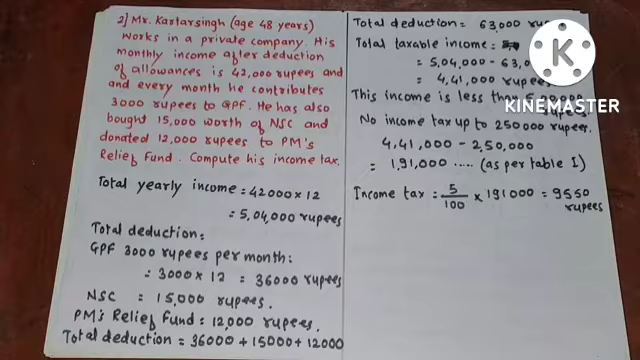 2] Mr. Kartarsingh (age 48 years)
works in a private company. His
monthly income after deduction
of allowances is 42,000 rupees and
and every month he contributes
3000 rupees to GPF. He has also
bought 15,000 worth of NSC and
donated 12,000 rupees to PM's
Relief Fund. Compute his income tax.
Total yearly income = 42000 × 12
= 5,04,000 rupees
Total deduction:
GPF 3000 rupees per month:
= 3000 × 12 = 36000 rupees
NSC = 15,000 rupees.
PM's Relief Fund = 12,000 rupees.
Total deduction = 36000 + 15000 + 12000
Total deduction = 63,000
Total taxable income =
= 5,04,000 - 63,0
= 4,41,000 rupees
This income is less than
No income tax up to 250000 rupees.
4,41,000 - 2,50,000
= 1,91,000 ..... (as per table I)
Income tax = 5/100 × 191000 = 9550
rupees
K
KINEMASTER